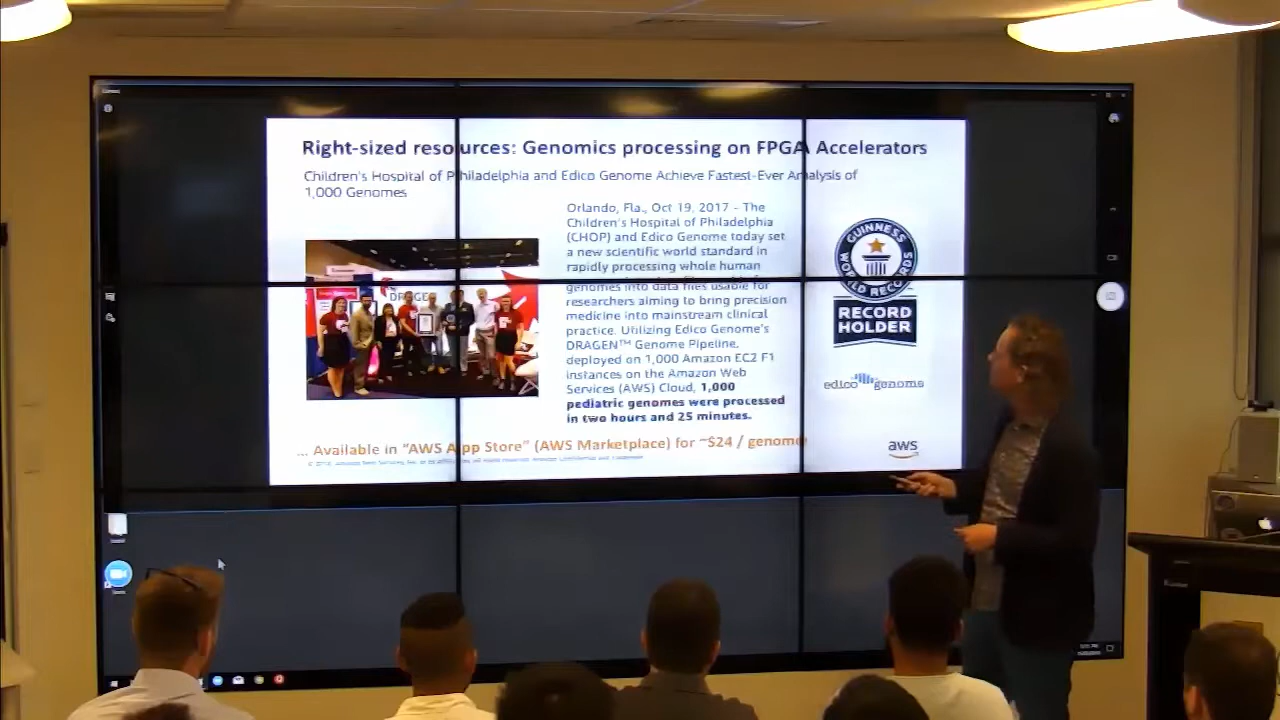 Right-sized resources: Genomics processing on FPGA Accelerators
Children's Hospital of Philadelphia and Edico Genome Achieve Fastest-Ever Analysis of
1,000 Genomes
Orlando, Fla., Oct 19, 2017 - The
Children's Hospital of Philadelphia
(CHOP) and Edico Genome today set
a new scientific world standard in
rapidly processing whole human
genomes into data files usable for
researchers aiming to bring precision
medicine into mainstream clinical
practice. Utilizing Edico Genome's
DRAGEN™ Genome Pipeline,
deployed on 1,000 Amazon EC2 F1
instances on the Amazon Web
Services (AWS) Cloud, 1,000
pediatric genomes were processed
in two hours and 25 minutes.
DRAGEN
GUINNESS
WORLD RECORDS
RECORD
HOLDER
edico genome
aws
... Available in "AWS App Store" (AWS Marketplace) for ~$24 / genome